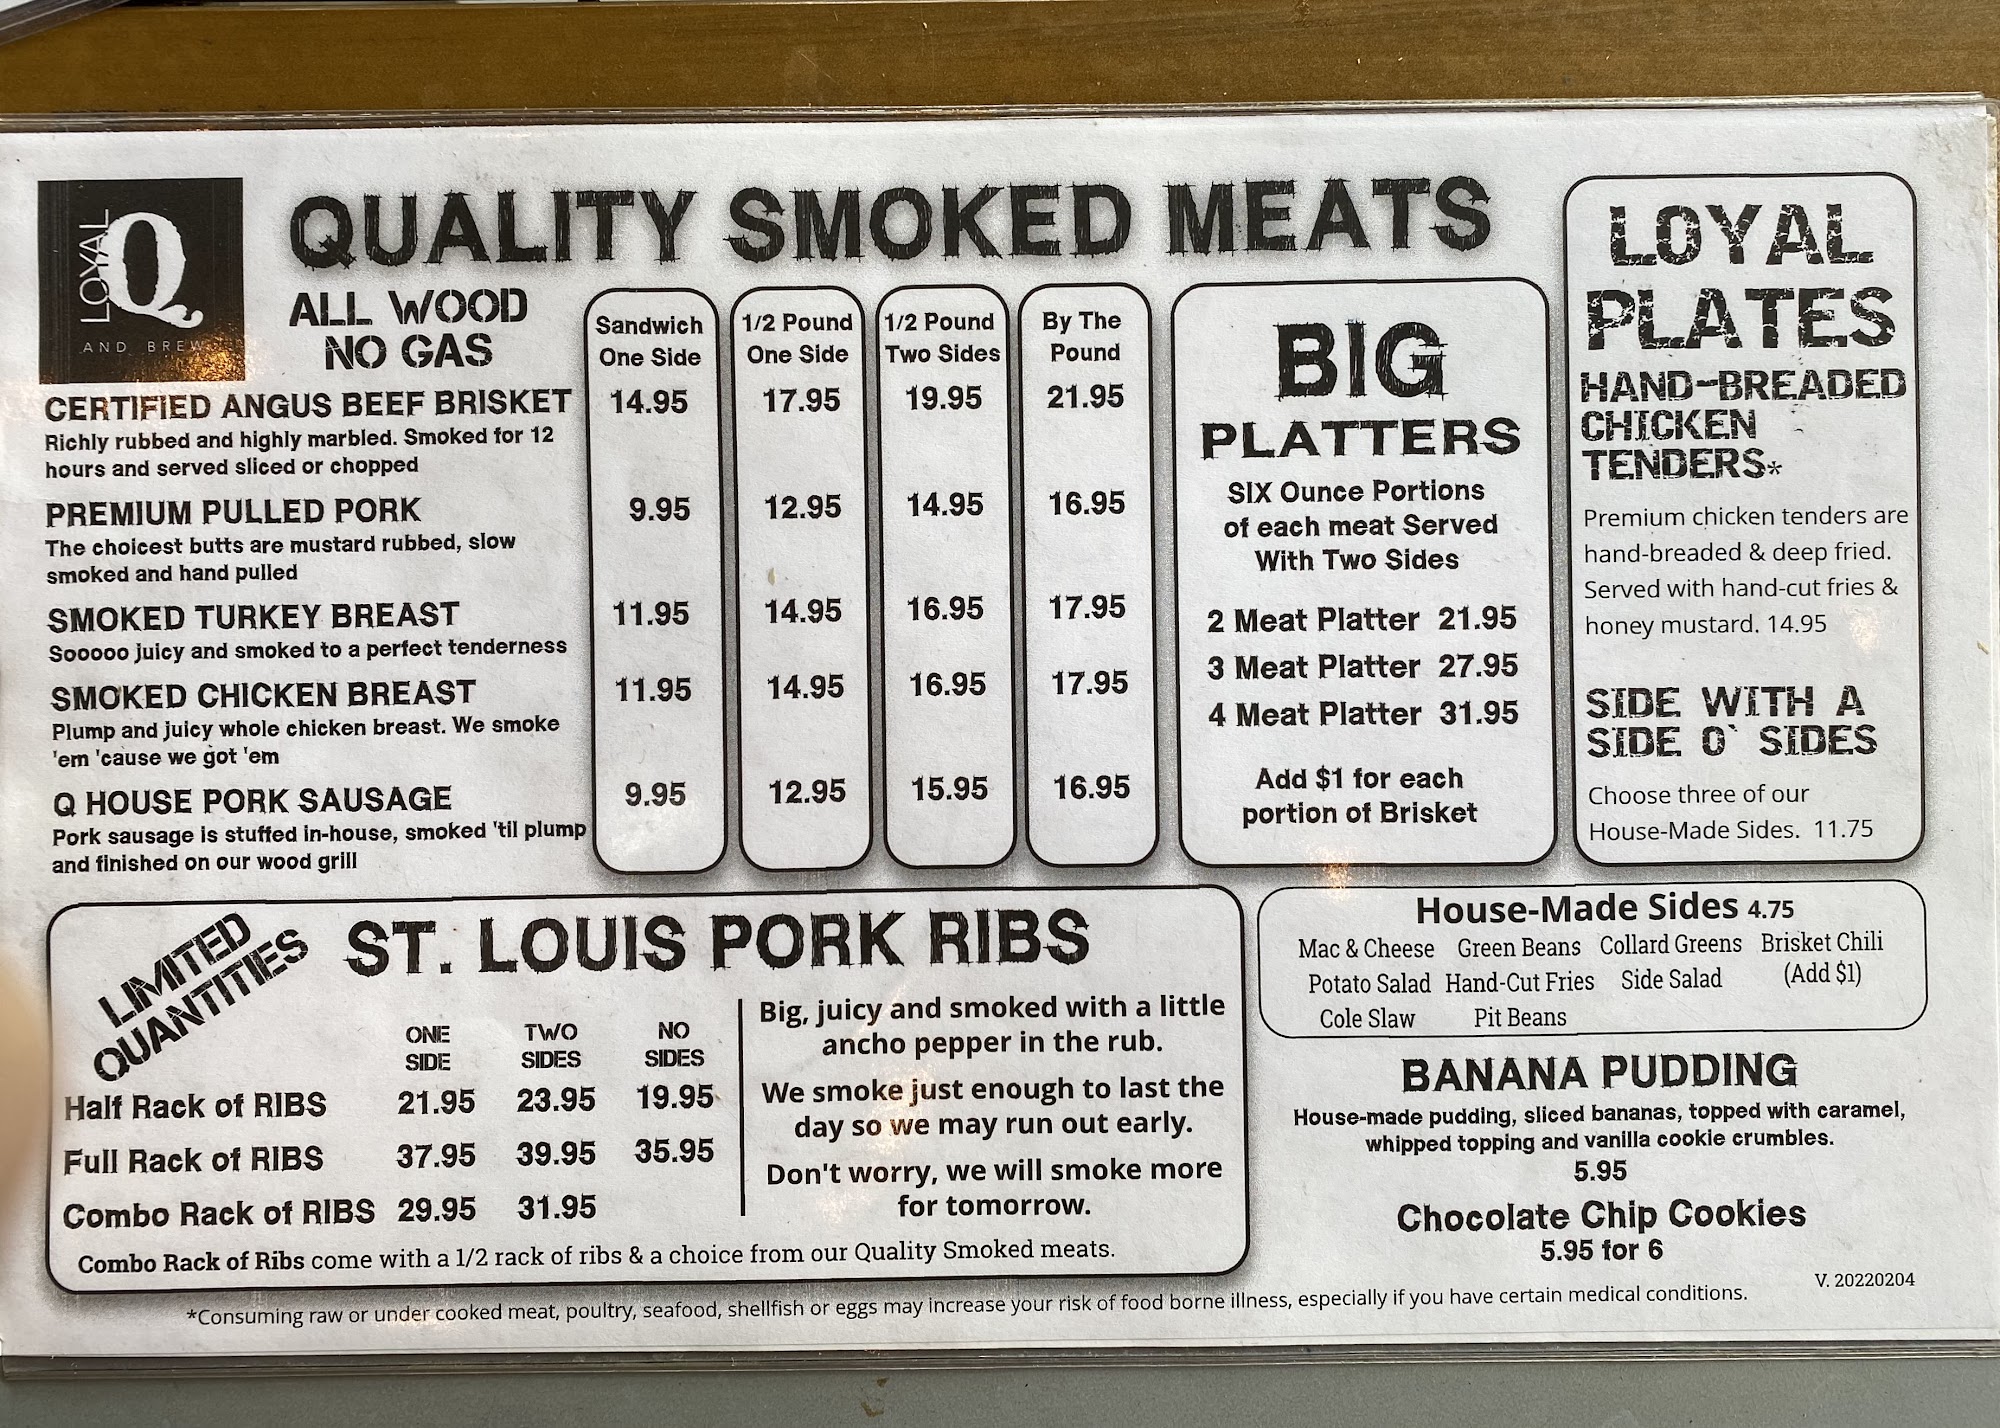 LOYAL
Q
AND BREW
QUALITY SMOKED MEATS
ALL WOOD
NO GAS
Sandwich
One Side
1/2 Pound
One Side
1/2 Pound
Two Sides
By The
Pound
CERTIFIED ANGUS BEEF BRISKET 14.95 17.95 19.95 21.95
Richly rubbed and highly marbled. Smoked for 12
hours and served sliced or chopped
PREMIUM PULLED PORK 9.95 12.95 14.95 16.95
The choicest butts are mustard rubbed, slow
smoked and hand pulled
SMOKED TURKEY BREAST 11.95 14.95 16.95 17.95
Sooooo juicy and smoked to a perfect tenderness
SMOKED CHICKEN BREAST 11.95 14.95 16.95 17.95
Plump and juicy whole chicken breast. We smoke
'em 'cause we got 'em
Q HOUSE PORK SAUSAGE 9.95 12.95 15.95 16.95
Pork sausage is stuffed in-house, smoked 'til plump
and finished on our wood grill
BIG
PLATTERS
SIX Ounce Portions
of each meat Served
With Two Sides
2 Meat Platter 21.95
3 Meat Platter 27.95
4 Meat Platter 31.95
Add $1 for each
portion of Brisket
LOYAL
PLATES
HAND-BREADED
CHICKEN
TENDERS*
Premium chicken tenders are
hand-breaded & deep fried.
Served with hand-cut fries &
honey mustard. 14.95
SIDE WITH A
SIDE O` SIDES
Choose three of our
House-Made Sides. 11.75
LIMITED
QUANTITIES
ST. LOUIS PORK RIBS
ONE
SIDE
TWO
SIDES
NO
SIDES
Half Rack of RIBS 21.95 23.95 19.95
Full Rack of RIBS 37.95 39.95 35.95
Combo Rack of RIBS 29.95 31.95
Big, juicy and smoked with a little
ancho pepper in the rub.
We smoke just enough to last the
day so we may run out early.
Don't worry, we will smoke more
for tomorrow.
Combo Rack of Ribs come with a 1/2 rack of ribs & a choice from our Quality Smoked meats.
House-Made Sides 4.75
Mac & Cheese Green Beans Collard Greens Brisket Chili
Potato Salad Hand-Cut Fries Side Salad (Add $1)
Cole Slaw Pit Beans
BANANA PUDDING
House-made pudding, sliced bananas, topped with caramel,
whipped topping and vanilla cookie crumbles.
5.95
Chocolate Chip Cookies
5.95 for 6
V. 20220204
*Consuming raw or under cooked meat, poultry, seafood, shellfish or eggs may increase your risk of food borne illness, especially if you have certain medical conditions.